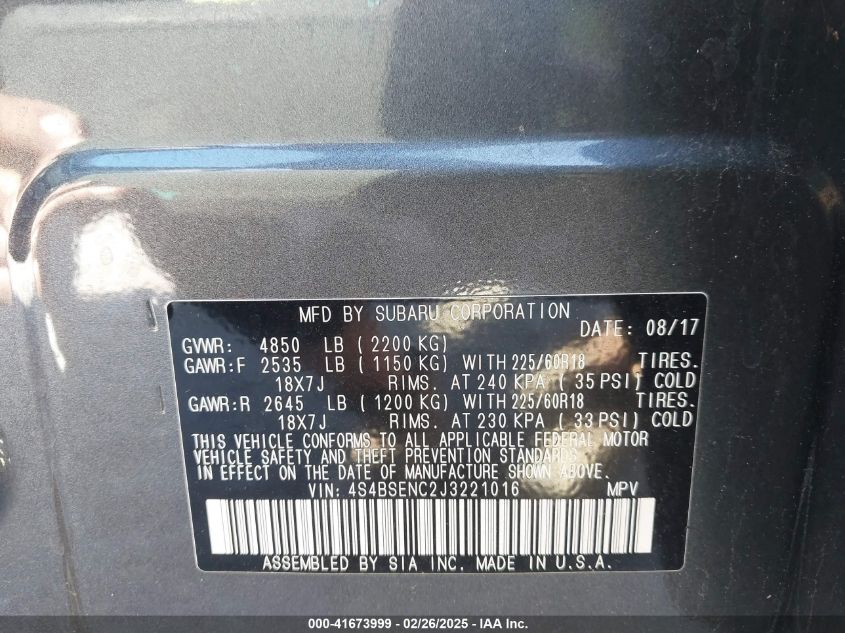 MFD BY SUBARU CORPORATION
DATE: 08/17
GVWR: 4850 LB (2200 KG)
GAWR:F 2535 LB (1150 KG) WITH 225/60R18 TIRES.
18X7J RIMS. AT 240 KPA (35 PSI) COLD
GAWR:R 2645 LB (1200 KG) WITH 225/60R18 TIRES.
18X7J RIMS. AT 230 KPA (33 PSI) COLD
THIS VEHICLE CONFORMS TO ALL APPLICABLE FEDERAL MOTOR
VEHICLE SAFETY AND THEFT PREVENTION STANDARDS
IN EFFECT ON THE DATE OF MANUFACTURE SHOWN ABOVE.
VIN: 4S4BSENC2J3221016 MPV
ASSEMBLED BY SIA INC. MADE IN U.S.A.
000-41673999 – 02/26/2025 – IAA Inc.